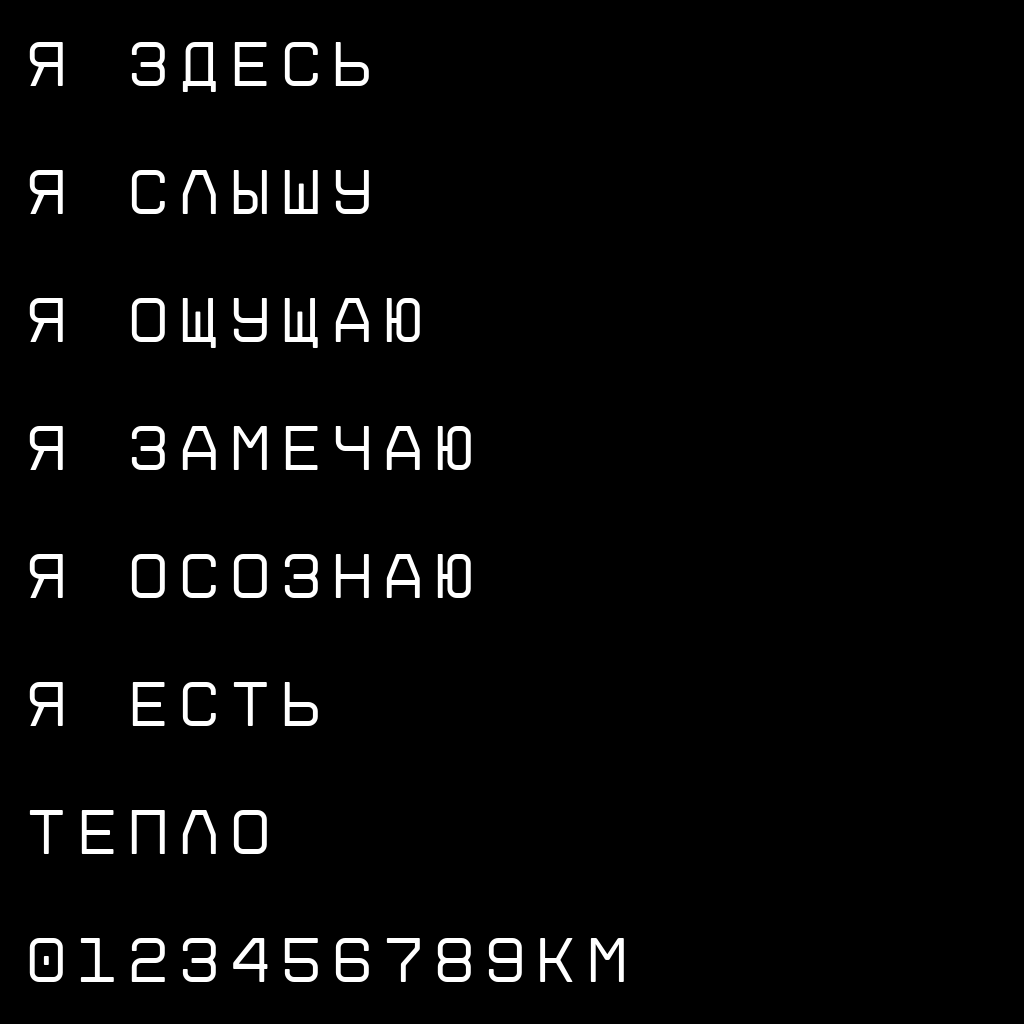 Я ЗДЕСЬ
Я СЛЫШУ
Я ОЩУЩАЮ
Я ЗАМЕЧАЮ
Я ОСОЗНАЮ
Я ЕСТЬ
ТЕПЛО
0123456789КМ